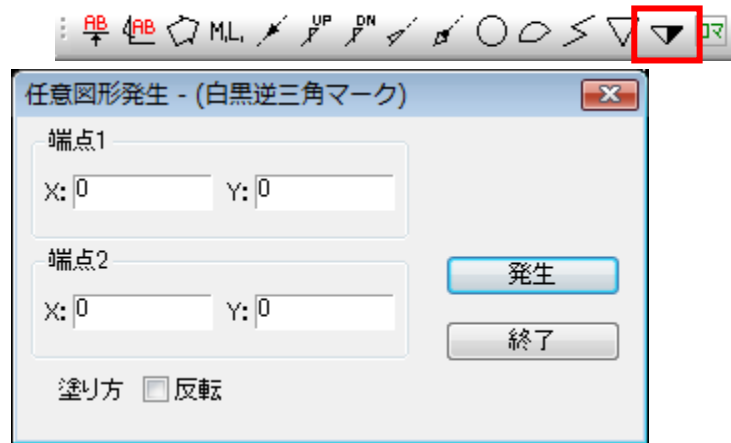 AB AB M.L. UP DN コマ
任意図形発生 - (白黒逆三角マーク)
端点1
X: 0 Y: 0
端点2
X: 0 Y: 0
発生
終了
塗り方 反転